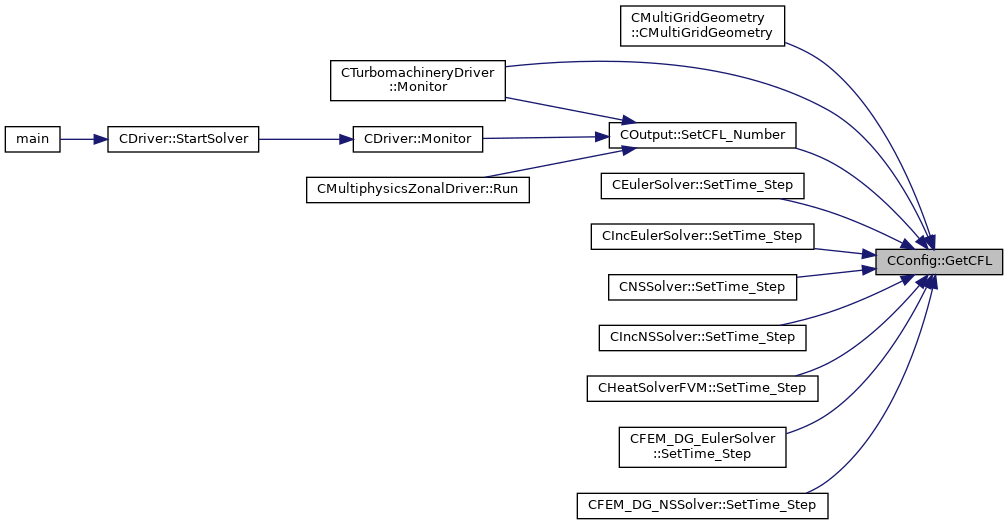 CMultiGridGeometry
::CMultiGridGeometry
CTurbomachineryDriver
::Monitor
main
CDriver::StartSolver
CDriver::Monitor
COutput::SetCFL_Number
CMultiphysicsZonalDriver::Run
CEulerSolver::SetTime_Step
CIncEulerSolver::SetTime_Step
CConfig::GetCFL
CNSSolver::SetTime_Step
CIncNSSolver::SetTime_Step
CHeatSolverFVM::SetTime_Step
CFEM_DG_EulerSolver
::SetTime_Step
CFEM_DG_NSSolver::SetTime_Step